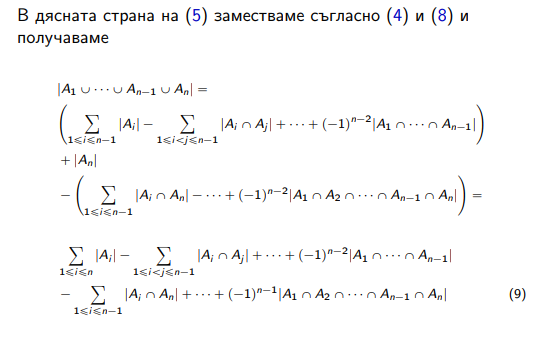 В дясната страна на (5) заместваме съгласно (4) и (8) и
получаваме
|A₁ ∪ ⋯ ∪ Aₙ₋₁ ∪ Aₙ| =
( ∑_{1⩽i⩽n−1} |Aᵢ| − ∑_{1⩽i<j⩽n−1} |Aᵢ ∩ Aⱼ| + ⋯ + (−1)ⁿ⁻²|A₁ ∩ ⋯ ∩ Aₙ₋₁| )
+ |Aₙ|
− ( ∑_{1⩽i⩽n−1} |Aᵢ ∩ Aₙ| − ⋯ + (−1)ⁿ⁻²|A₁ ∩ A₂ ∩ ⋯ ∩ Aₙ₋₁ ∩ Aₙ| ) =
∑_{1⩽i⩽n} |Aᵢ| − ∑_{1⩽i<j⩽n−1} |Aᵢ ∩ Aⱼ| + ⋯ + (−1)ⁿ⁻²|A₁ ∩ ⋯ ∩ Aₙ₋₁|
− ∑_{1⩽i⩽n−1} |Aᵢ ∩ Aₙ| + ⋯ + (−1)ⁿ⁻¹|A₁ ∩ A₂ ∩ ⋯ ∩ Aₙ₋₁ ∩ Aₙ| (9)